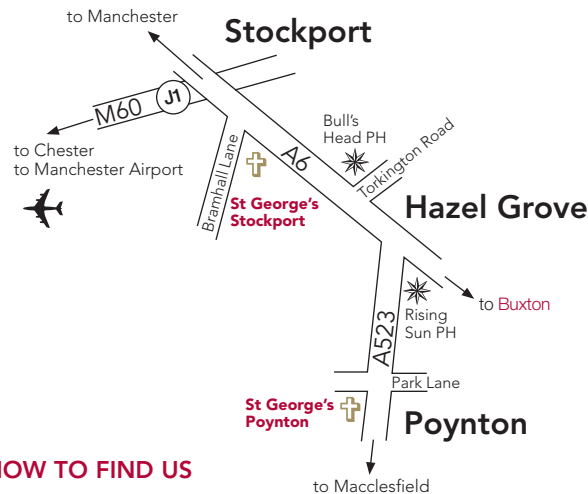 to Manchester
Stockport
J1
M60
Bull's
Head PH
to Chester
to Manchester Airport
A6
Torkington Road
Bramhall Lane
St George's
Stockport
Hazel Grove
to Buxton
Rising
Sun PH
A523
Park Lane
St George's
Poynton
Poynton
HOW TO FIND US
to Macclesfield